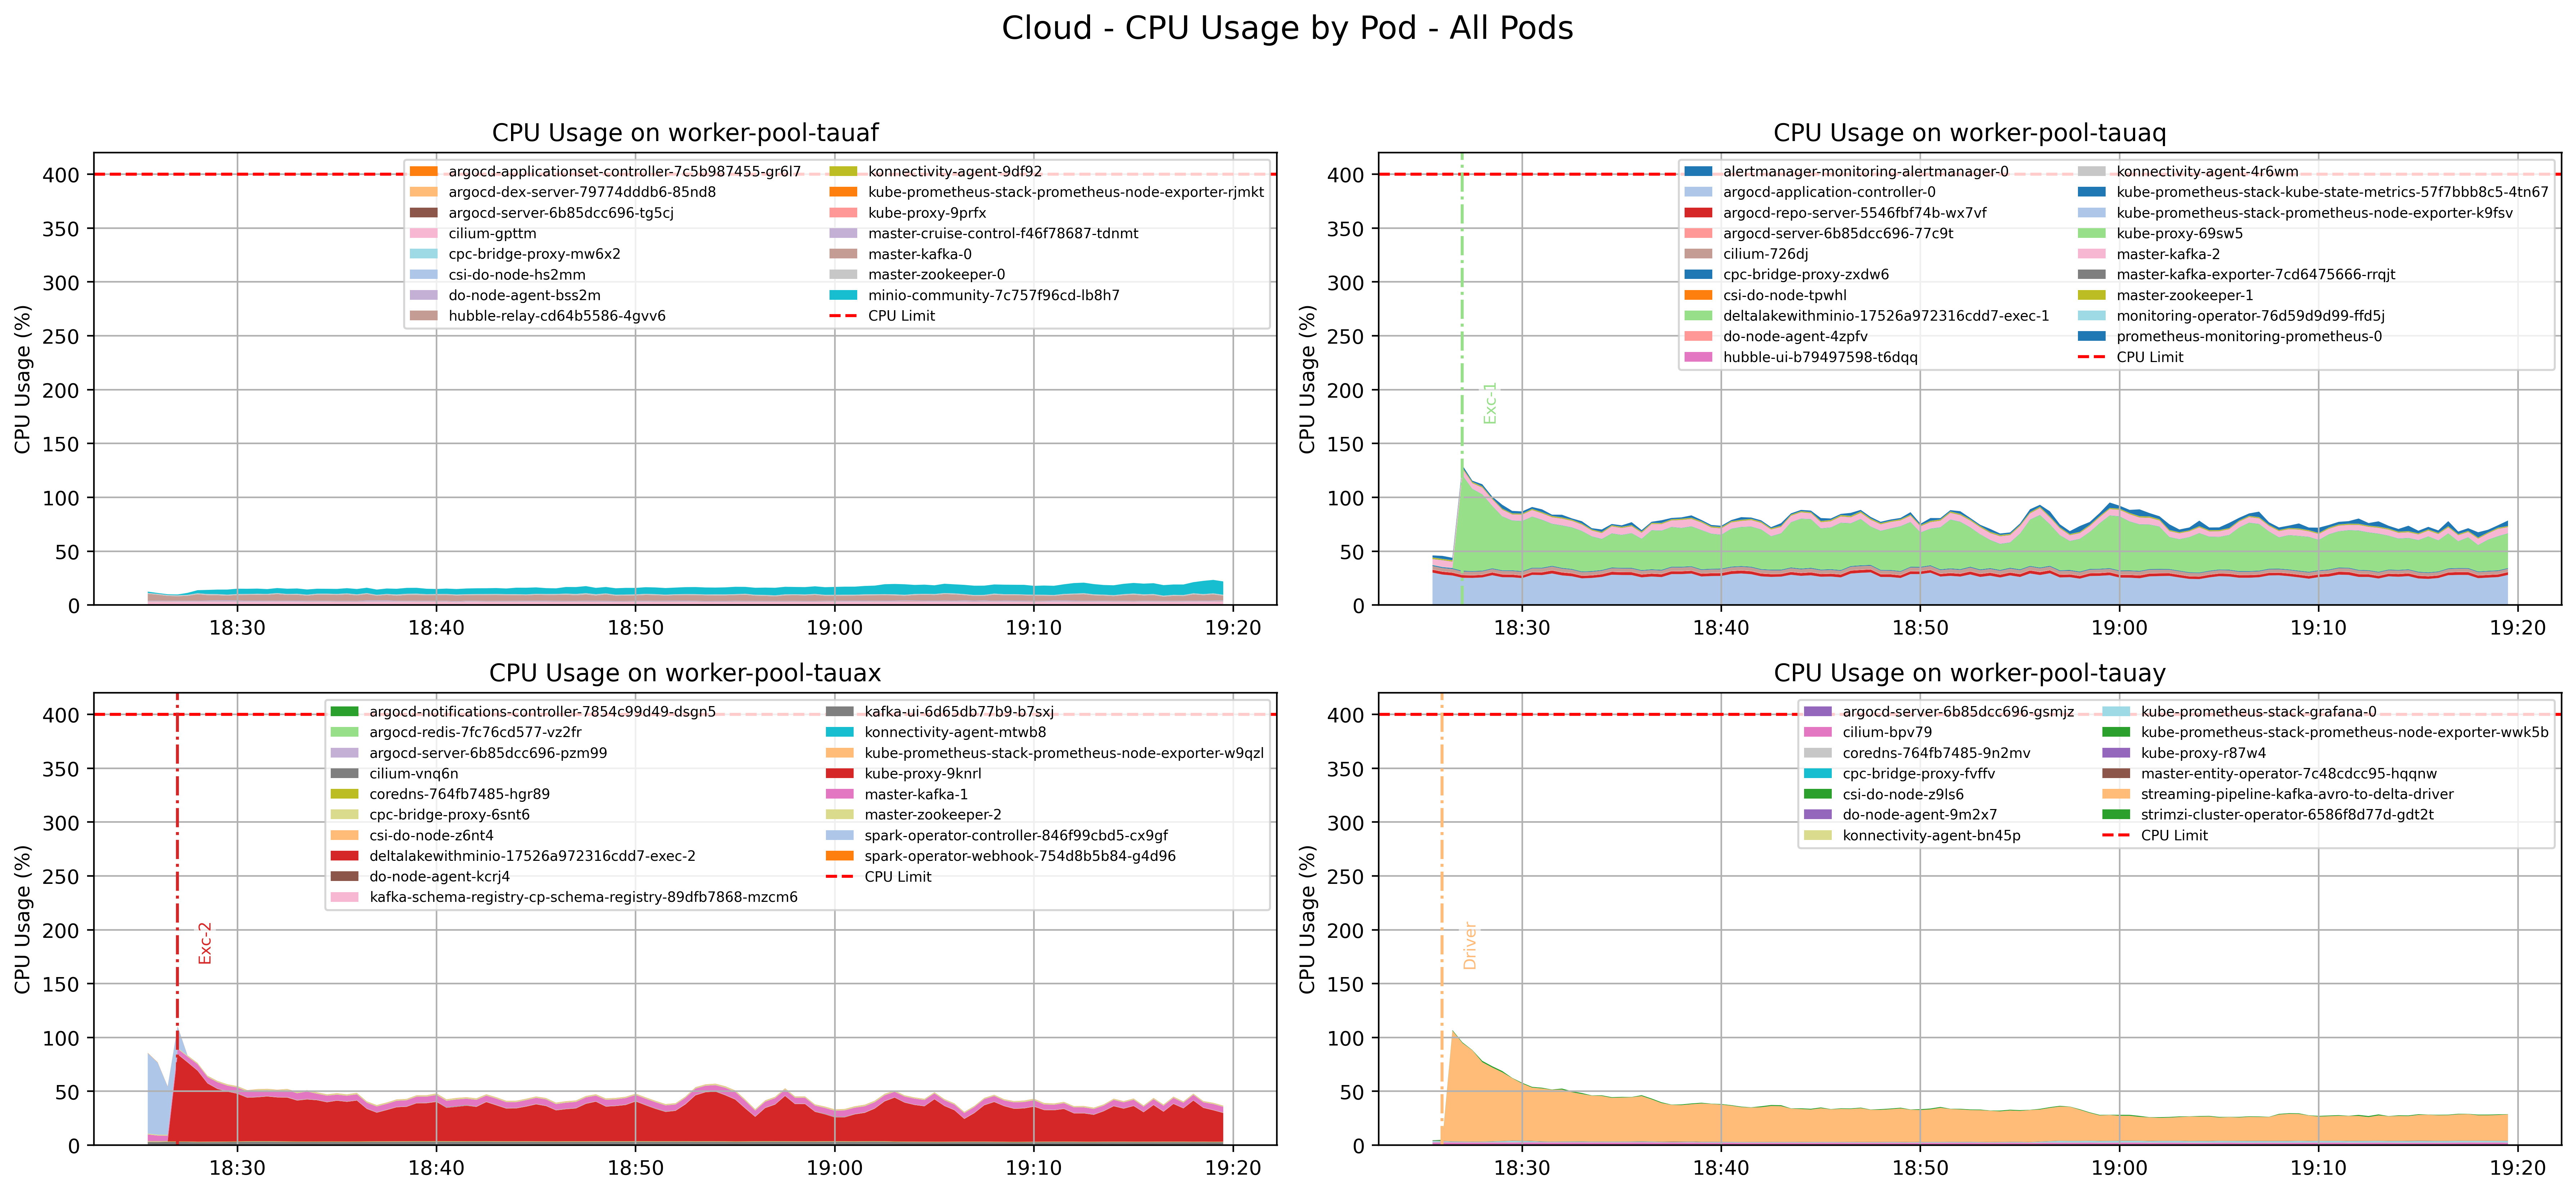 Cloud - CPU Usage by Pod - All Pods
CPU Usage on worker-pool-tauaf
CPU Usage (%)
400
350
300
250
200
150
100
50
0
18:30
18:40
18:50
19:00
19:10
19:20
argocd-applicationset-controller-7c5b987455-gr6l7
argocd-dex-server-79774dddb6-85nd8
argocd-server-6b85dcc696-tg5cj
cilium-gpttm
cpc-bridge-proxy-mw6x2
csi-do-node-hs2mm
do-node-agent-bss2m
hubble-relay-cd64b5586-4gvv6
konnectivity-agent-9df92
kube-prometheus-stack-prometheus-node-exporter-rjmkt
kube-proxy-9prfx
master-cruise-control-f46f78687-tdnmt
master-kafka-0
master-zookeeper-0
minio-community-7c757f96cd-lb8h7
CPU Limit
CPU Usage on worker-pool-tauaq
CPU Usage (%)
400
350
300
250
200
150
100
50
0
18:30
18:40
18:50
19:00
19:10
19:20
Exc-1
alertmanager-monitoring-alertmanager-0
argocd-application-controller-0
argocd-repo-server-5546fbf74b-wx7vf
argocd-server-6b85dcc696-77c9t
cilium-726dj
cpc-bridge-proxy-zxdw6
csi-do-node-tpwhl
deltalakewithminio-17526a972316cdd7-exec-1
do-node-agent-4zpfv
hubble-ui-b79497598-t6dqq
konnectivity-agent-4r6wm
kube-prometheus-stack-kube-state-metrics-57f7bbb8c5-4tn67
kube-prometheus-stack-prometheus-node-exporter-k9fsv
kube-proxy-69sw5
master-kafka-2
master-kafka-exporter-7cd6475666-rrqjt
master-zookeeper-1
monitoring-operator-76d59d9d99-ffd5j
prometheus-monitoring-prometheus-0
CPU Limit
CPU Usage on worker-pool-tauax
CPU Usage (%)
400
350
300
250
200
150
100
50
0
18:30
18:40
18:50
19:00
19:10
19:20
Exc-2
argocd-notifications-controller-7854c99d49-dsgn5
argocd-redis-7fc76cd577-vz2fr
argocd-server-6b85dcc696-pzm99
cilium-vnq6n
coredns-764fb7485-hgr89
cpc-bridge-proxy-6snt6
csi-do-node-z6nt4
deltalakewithminio-17526a972316cdd7-exec-2
do-node-agent-kcrj4
kafka-schema-registry-cp-schema-registry-89dfb7868-mzcm6
kafka-ui-6d65db77b9-b7sxj
konnectivity-agent-mtwb8
kube-prometheus-stack-prometheus-node-exporter-w9qzl
kube-proxy-9knrl
master-kafka-1
master-zookeeper-2
spark-operator-controller-846f99cbd5-cx9gf
spark-operator-webhook-754d8b5b84-g4d96
CPU Limit
CPU Usage on worker-pool-tauay
CPU Usage (%)
400
350
300
250
200
150
100
50
0
18:30
18:40
18:50
19:00
19:10
19:20
Driver
argocd-server-6b85dcc696-gsmjz
cilium-bpv79
coredns-764fb7485-9n2mv
cpc-bridge-proxy-fvffv
csi-do-node-z9ls6
do-node-agent-9m2x7
konnectivity-agent-bn45p
kube-prometheus-stack-grafana-0
kube-prometheus-stack-prometheus-node-exporter-wwk5b
kube-proxy-r87w4
master-entity-operator-7c48cdcc95-hqqnw
streaming-pipeline-kafka-avro-to-delta-driver
strimzi-cluster-operator-6586f8d77d-gdt2t
CPU Limit